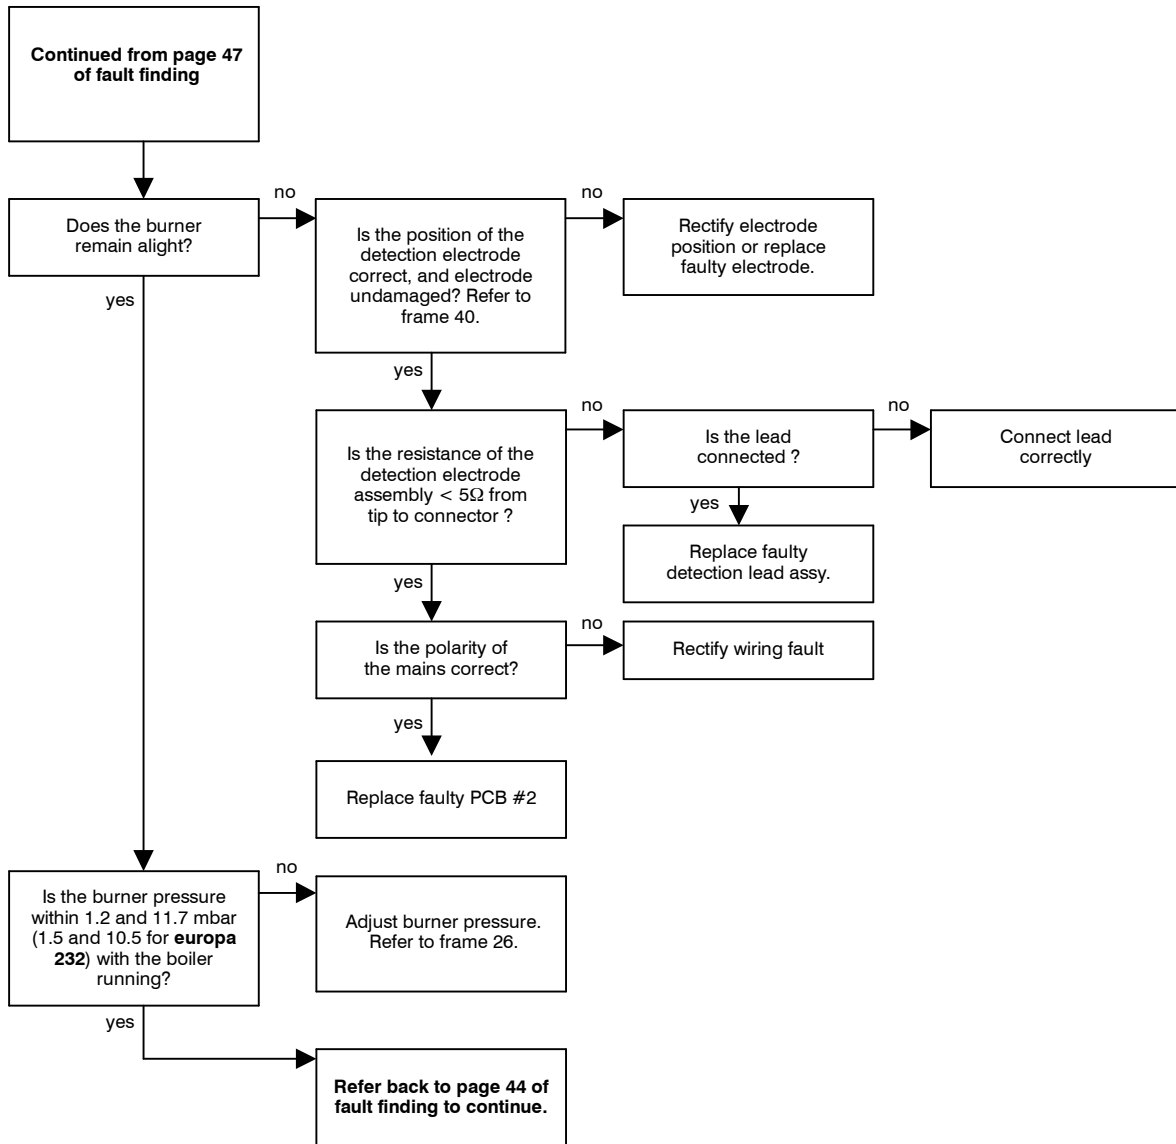 Continued from page 47
of fault finding
Does the burner
remain alight?
no
Is the position of the
detection electrode
correct, and electrode
undamaged? Refer to
frame 40.
no
Rectify electrode
position or replace
faulty electrode.
yes
yes
Is the resistance of the
detection electrode
assembly < 5Ω from
tip to connector ?
no
Is the lead
connected ?
no
Connect lead
correctly
yes
Replace faulty
detection lead assy.
yes
Is the polarity of
the mains correct?
no
Rectify wiring fault
yes
Replace faulty PCB #2
Is the burner pressure
within 1.2 and 11.7 mbar
(1.5 and 10.5 for europa
232) with the boiler
running?
no
Adjust burner pressure.
Refer to frame 26.
yes
Refer back to page 44 of
fault finding to continue.